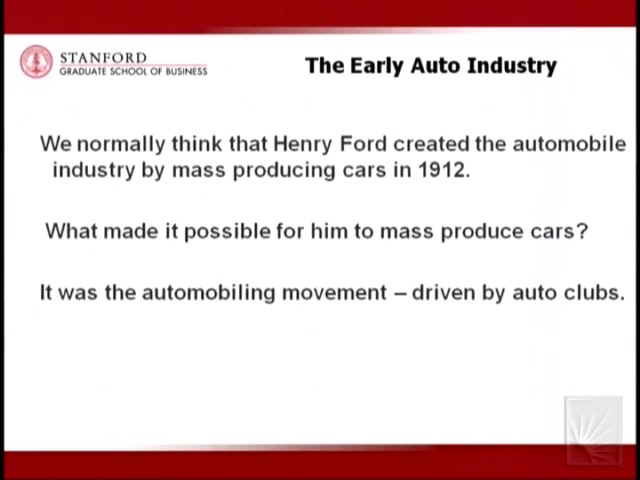 STANFORD
GRADUATE SCHOOL OF BUSINESS
The Early Auto Industry
We normally think that Henry Ford created the automobile
industry by mass producing cars in 1912.
What made it possible for him to mass produce cars?
It was the automobiling movement – driven by auto clubs.